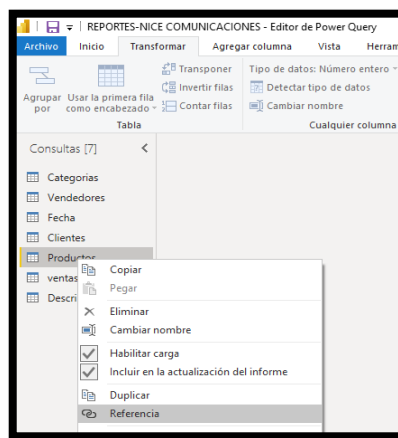 REPORTES-NICE COMUNICACIONES - Editor de Power Query
Archivo Inicio Transformar Agregar columna Vista Herram
Agrupar por
Usar la primera fila como encabezado
Transponer
Invertir filas
Contar filas
Tabla
Tipo de datos: Número entero
Detectar tipo de datos
Cambiar nombre
Cualquier columna
Consultas [7]
Categorias
Vendedores
Fecha
Clientes
Productos
ventas
Descri
Copiar
Pegar
Eliminar
Cambiar nombre
Habilitar carga
Incluir en la actualización del informe
Duplicar
Referencia